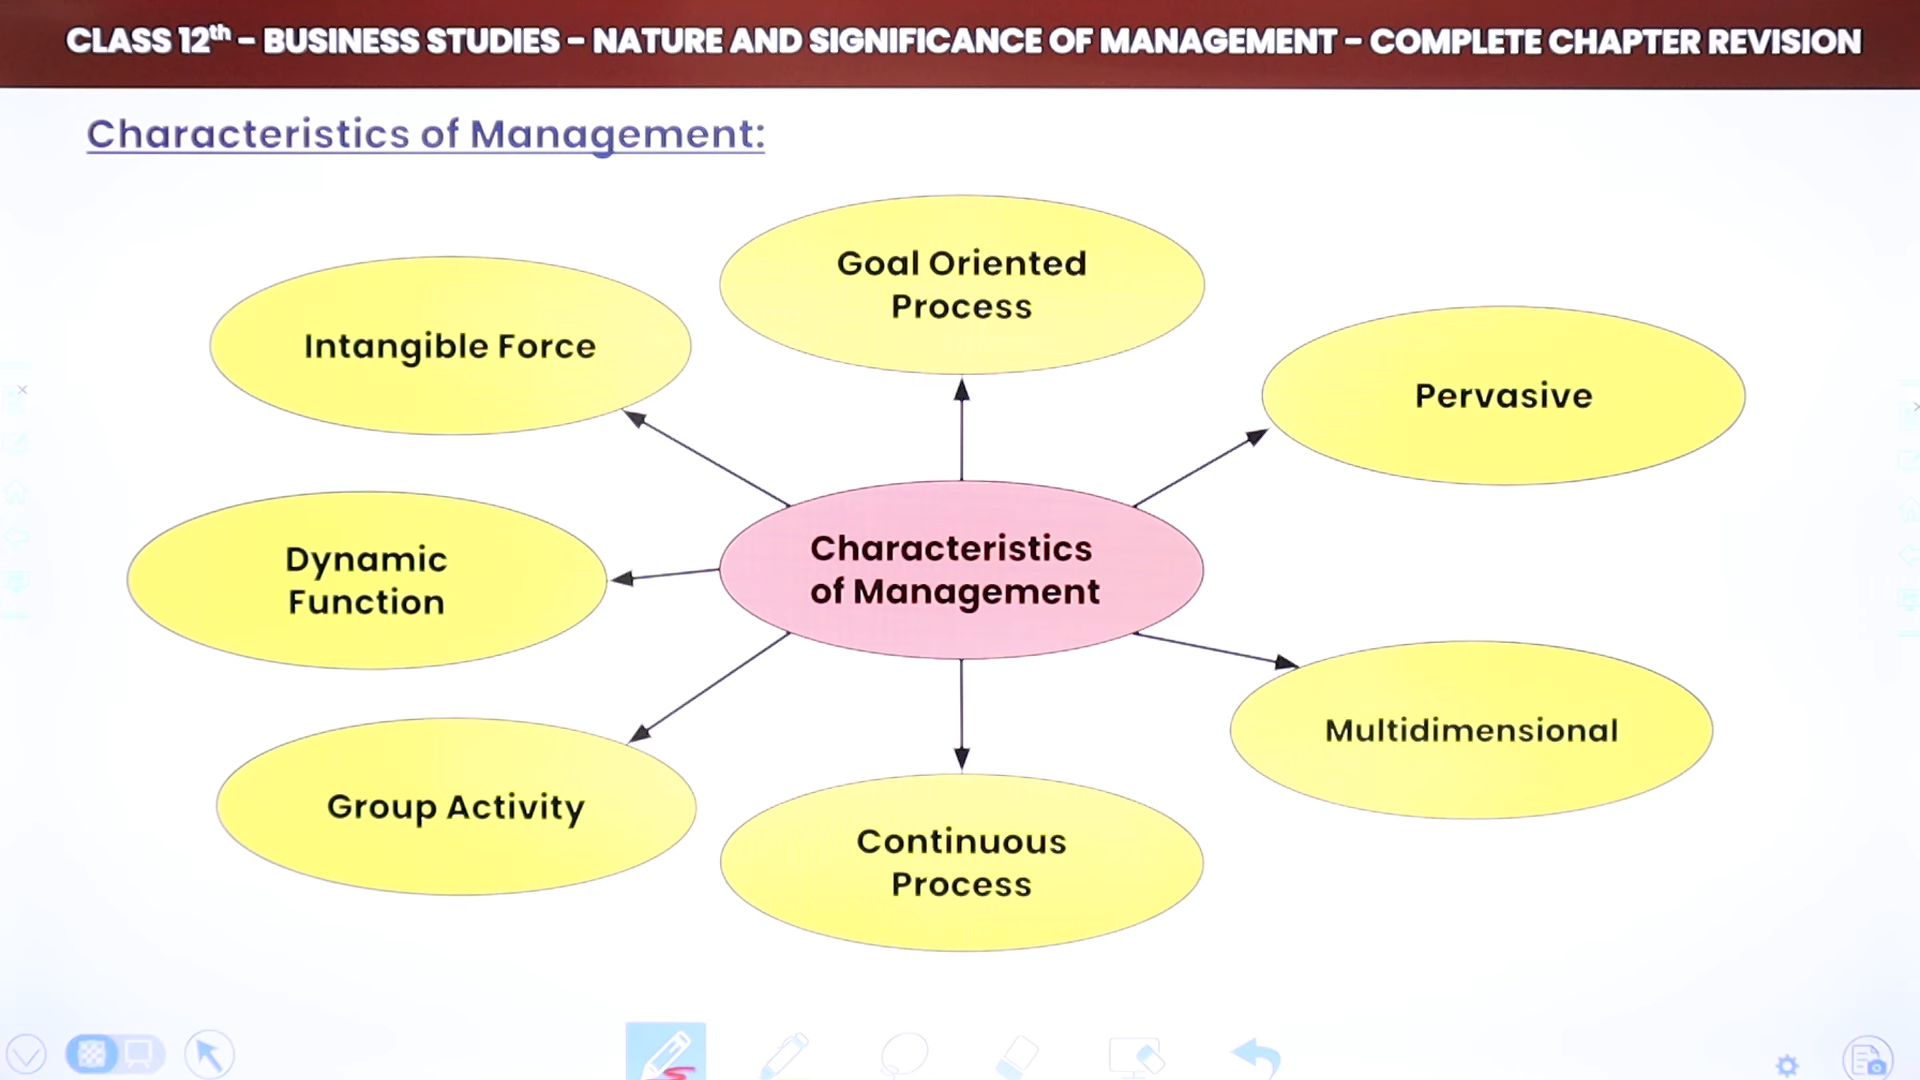 CLASS 12th – BUSINESS STUDIES – NATURE AND SIGNIFICANCE OF MANAGEMENT – COMPLETE CHAPTER REVISION
Characteristics of Management:
Goal Oriented
Process
Intangible Force
Pervasive
Characteristics
of Management
Dynamic
Function
Multidimensional
Group Activity
Continuous
Process